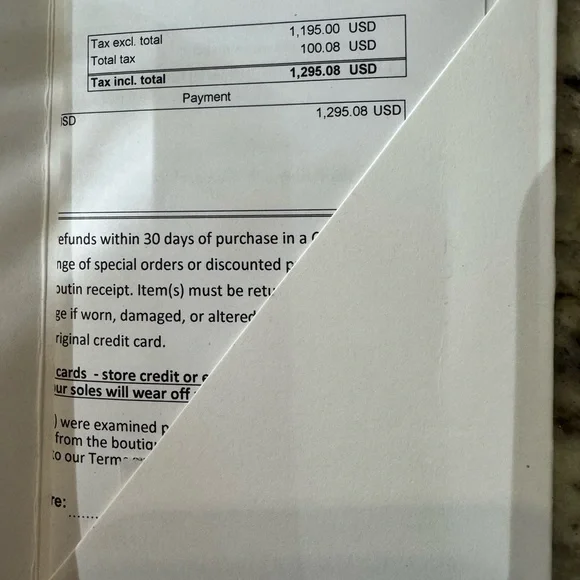 Tax excl. total 1,195.00 USD
Total tax 100.08 USD
Tax incl. total 1,295.08 USD
Payment
SD 1,295.08 USD
efunds within 30 days of purchase in a
nge of special orders or discounted p
outin receipt. Item(s) must be retu
ge if worn, damaged, or altered
riginal credit card.
cards - store credit or e
ur soles will wear off
) were examined p
from the boutiq
to our Terms
re: